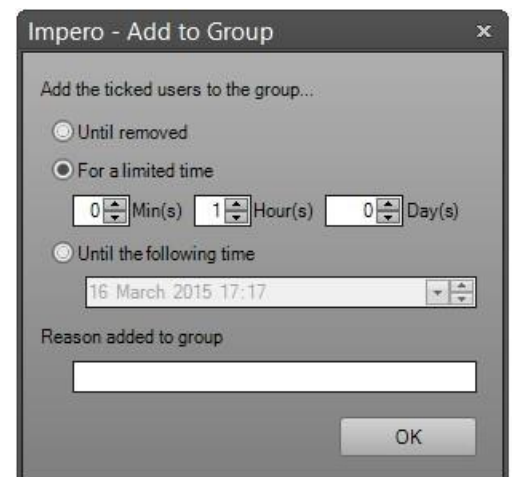 Impero - Add to Group
Add the ticked users to the group...
Until removed
For a limited time
0 Min(s) 1 Hour(s) 0 Day(s)
Until the following time
16 March 2015 17:17
Reason added to group
OK